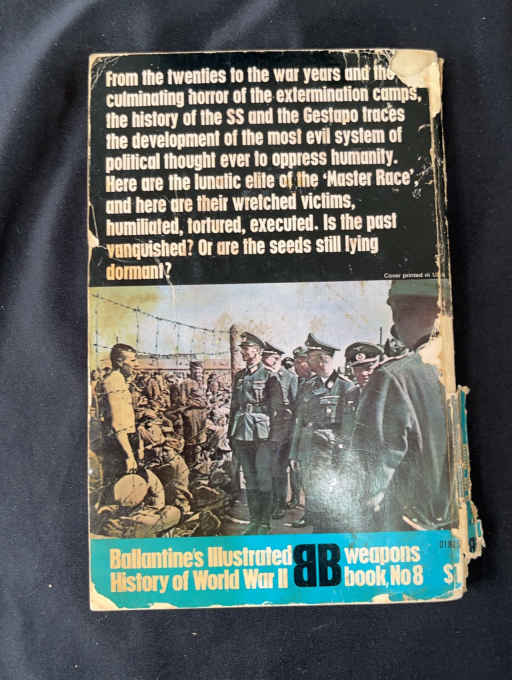 From the twenties to the war years and the
culminating horror of the extermination camps,
the history of the SS and the Gestapo traces
the development of the most evil system of
political thought ever to oppress humanity.
Here are the lunatic elite of the ‘Master Race’,
and here are their wretched victims,
humiliated, tortured, executed. Is the past
vanquished? Or are the seeds still lying
dormant?
Cover printed in
Ballantine's Illustrated
History of World War II
BB
weapons
book, No 8
$1